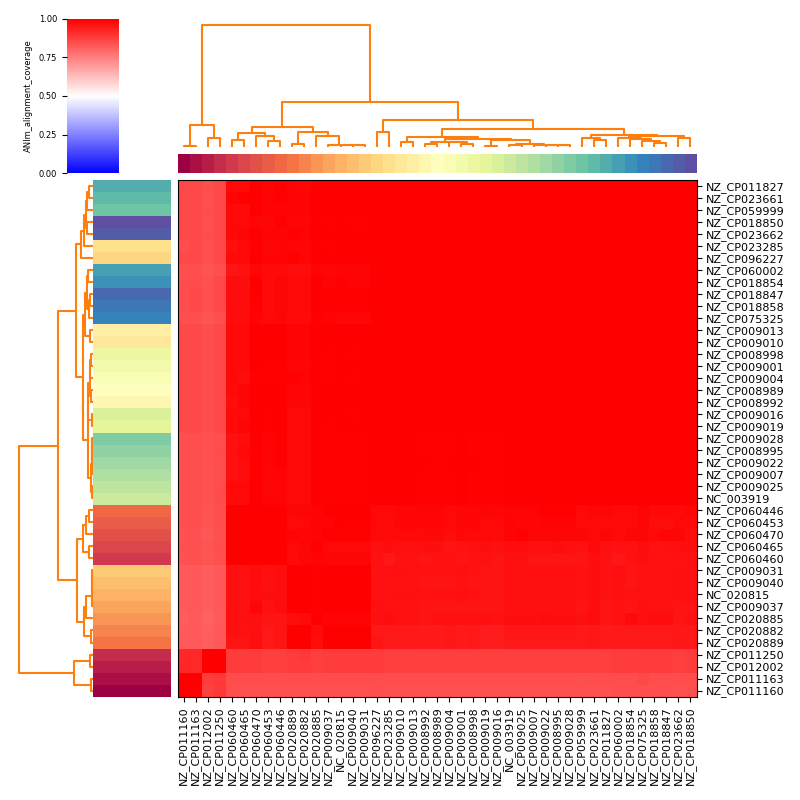 1.00
0.75
0.50
0.25
0.00
ANIm_alignment_coverage
NZ_CP011827
NZ_CP023661
NZ_CP059999
NZ_CP018850
NZ_CP023662
NZ_CP023285
NZ_CP096227
NZ_CP060002
NZ_CP018854
NZ_CP018847
NZ_CP018858
NZ_CP075325
NZ_CP009013
NZ_CP009010
NZ_CP008998
NZ_CP009001
NZ_CP009004
NZ_CP008989
NZ_CP008992
NZ_CP009016
NZ_CP009019
NZ_CP009028
NZ_CP008995
NZ_CP009022
NZ_CP009007
NZ_CP009025
NC_003919
NZ_CP060446
NZ_CP060453
NZ_CP060470
NZ_CP060465
NZ_CP060460
NZ_CP009031
NZ_CP009040
NC_020815
NZ_CP009037
NZ_CP020885
NZ_CP020882
NZ_CP020889
NZ_CP011250
NZ_CP012002
NZ_CP011163
NZ_CP011160
NZ_CP011160
NZ_CP011163
NZ_CP012002
NZ_CP011250
NZ_CP060460
NZ_CP060465
NZ_CP060470
NZ_CP060453
NZ_CP060446
NZ_CP020889
NZ_CP020882
NZ_CP020885
NZ_CP009037
NC_020815
NZ_CP009040
NZ_CP009031
NZ_CP096227
NZ_CP023285
NZ_CP009010
NZ_CP009013
NZ_CP008992
NZ_CP008989
NZ_CP009004
NZ_CP009001
NZ_CP008998
NZ_CP009019
NZ_CP009016
NC_003919
NZ_CP009025
NZ_CP009007
NZ_CP009022
NZ_CP008995
NZ_CP009028
NZ_CP059999
NZ_CP023661
NZ_CP011827
NZ_CP060002
NZ_CP018854
NZ_CP075325
NZ_CP018858
NZ_CP018847
NZ_CP023662
NZ_CP018850